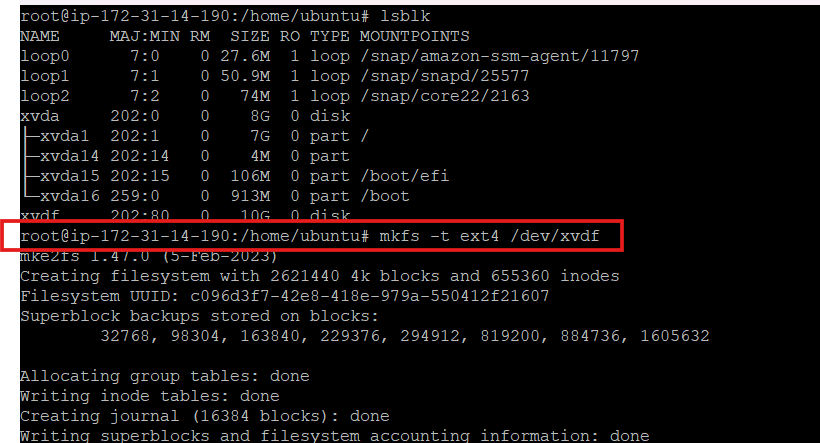 root@ip-172-31-14-190:/home/ubuntu# lsblk
NAME     MAJ:MIN RM  SIZE RO TYPE MOUNTPOINTS
loop0      7:0    0 27.6M  1 loop /snap/amazon-ssm-agent/11797
loop1      7:1    0 50.9M  1 loop /snap/snapd/25577
loop2      7:2    0   74M  1 loop /snap/core22/2163
xvda     202:0    0    8G  0 disk
├─xvda1  202:1    0    7G  0 part /
├─xvda14 202:14   0    4M  0 part
├─xvda15 202:15   0  106M  0 part /boot/efi
└─xvda16 259:0    0  913M  0 part /boot
xvdf     202:80   0   10G  0 disk
root@ip-172-31-14-190:/home/ubuntu# mkfs -t ext4 /dev/xvdf
mke2fs 1.47.0 (5-Feb-2023)
Creating filesystem with 2621440 4k blocks and 655360 inodes
Filesystem UUID: c096d3f7-42e8-418e-979a-550412f21607
Superblock backups stored on blocks:
        32768, 98304, 163840, 229376, 294912, 819200, 884736, 1605632
Allocating group tables: done
Writing inode tables: done
Creating journal (16384 blocks): done
Writing superblocks and filesystem accounting information: done